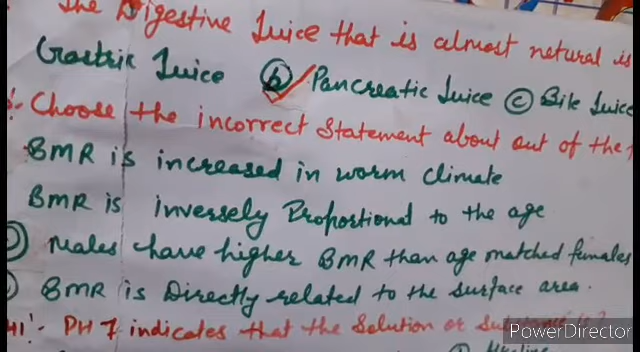 The Digestive Juice that is almost netural is
Gastric Juice (b) Pancreatic Juice (c) Bile Juice
:- Choose the incorrect Statement about out of the
BMR is increased in worm climate
BMR is inversely Proportional to the age
Males have higher BMR than age matched females
BMR is Directly related to the surface area.
41:- PH 7 indicates that the Solution or
PowerDirector
Alkaline